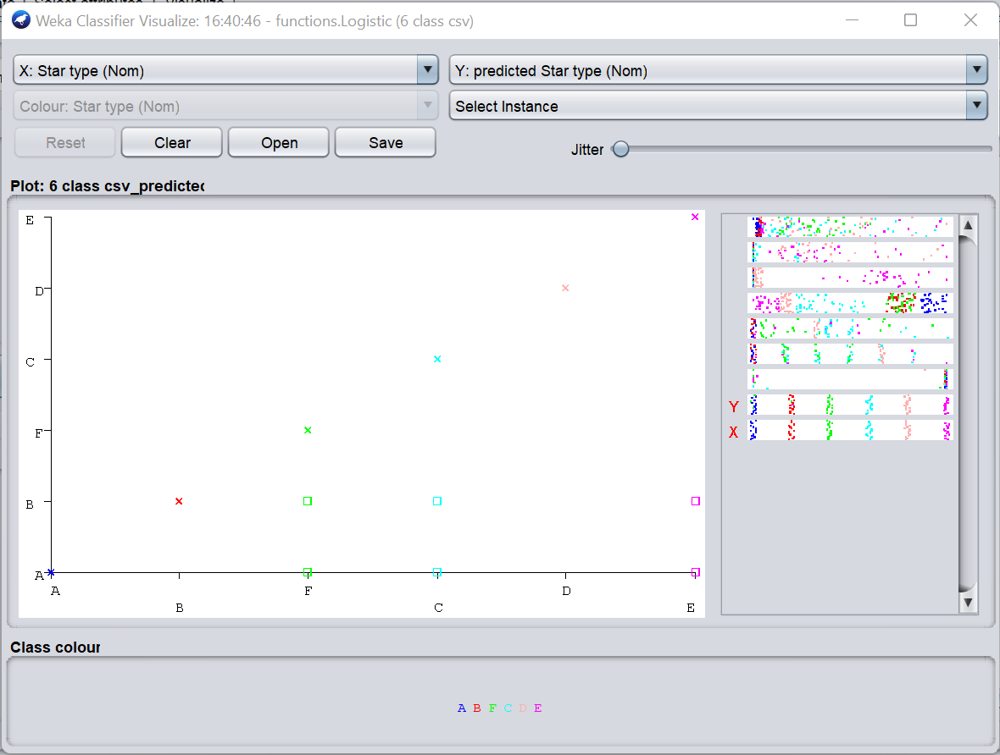 Weka Classifier Visualize: 16:40:46 - functions.Logistic (6 class csv)
X: Star type (Nom)
Y: predicted Star type (Nom)
Colour: Star type (Nom)
Select Instance
Reset
Clear
Open
Save
Jitter
Plot: 6 class csv_predicted
E
D
C
F
B
A
A
B
F
C
D
E
Y
X
Class colour
A B F C D E